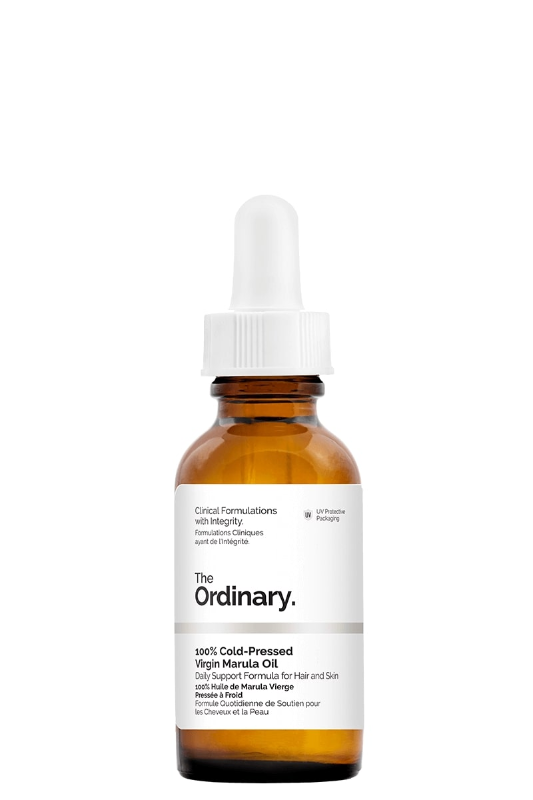 Clinical Formulations
with Integrity.
Formulations Cliniques
ayant de l'Intégrité.
UV
UV Protective
Packaging
The
Ordinary.
100% Cold-Pressed
Virgin Marula Oil
Daily Support Formula for Hair and Skin
100% Huile de Marula Vierge
Pressée à Froid
Formule Quotidienne de Soutien pour
les Cheveux et la Peau